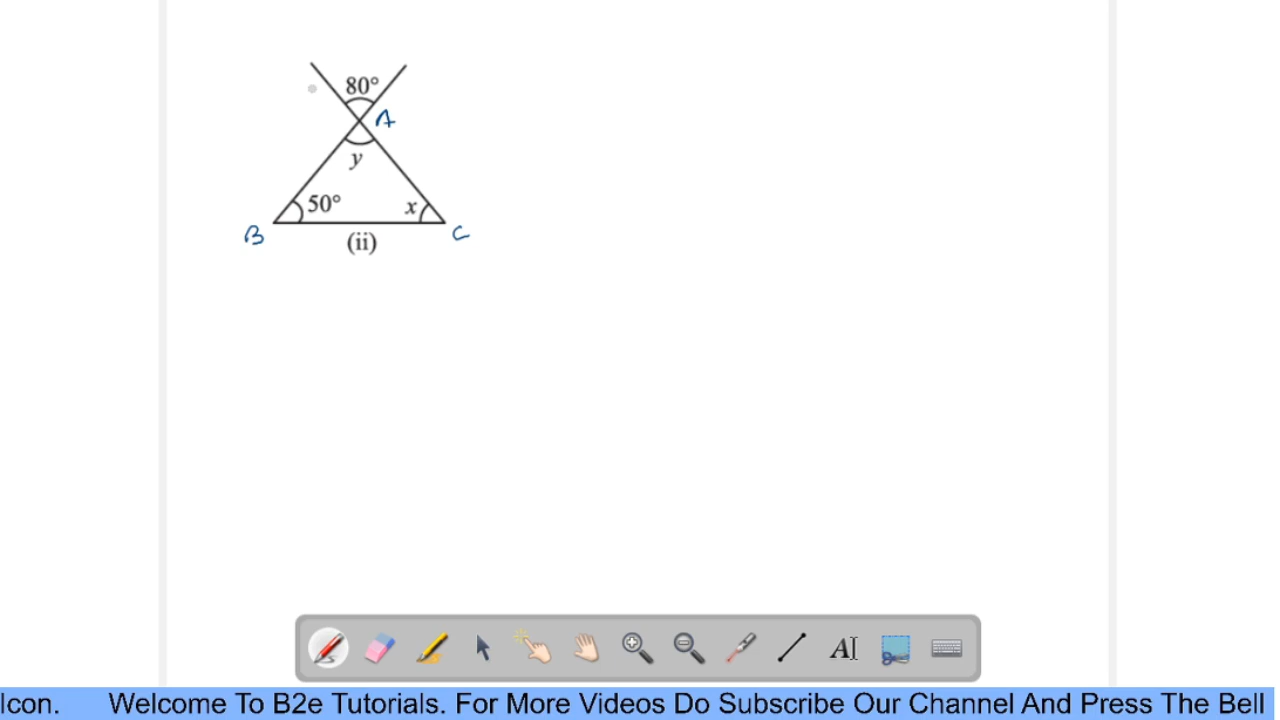 80°
A
y
50°
x
B
C
(ii)
AI
Icon. Welcome To B2e Tutorials. For More Videos Do Subscribe Our Channel And Press The Bell